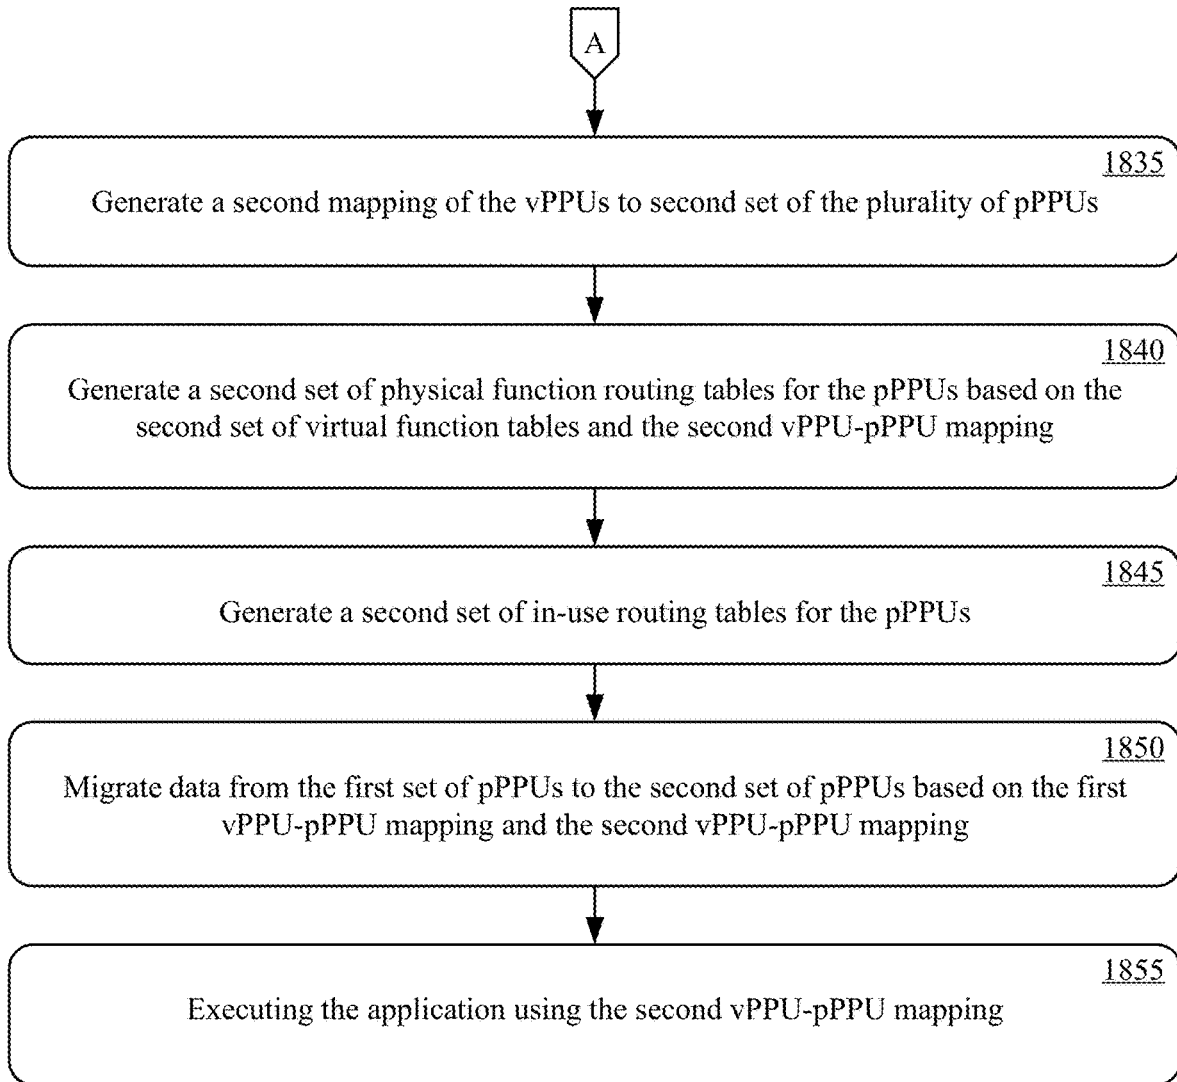 A
1835
Generate a second mapping of the vPPUs to second set of the plurality of pPPUs
1840
Generate a second set of physical function routing tables for the pPPUs based on the
second set of virtual function tables and the second vPPU-pPPU mapping
1845
Generate a second set of in-use routing tables for the pPPUs
1850
Migrate data from the first set of pPPUs to the second set of pPPUs based on the first
vPPU-pPPU mapping and the second vPPU-pPPU mapping
1855
Executing the application using the second vPPU-pPPU mapping